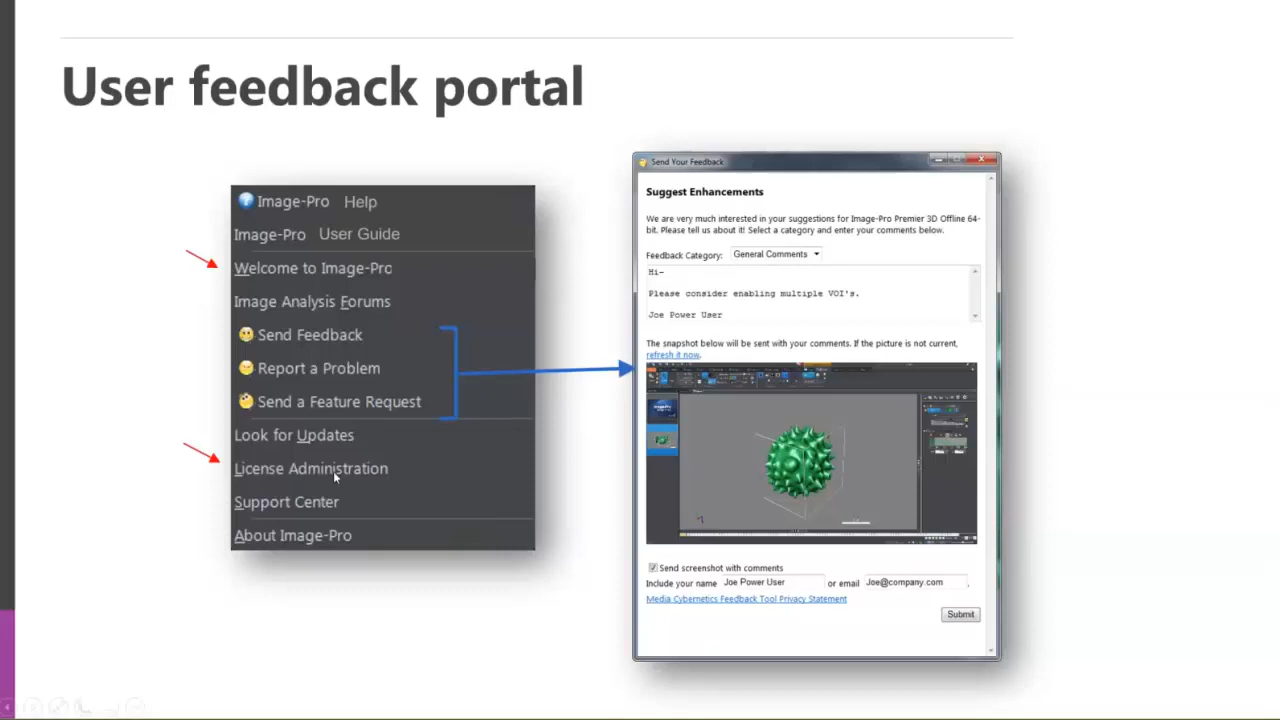 User feedback portal
Image-Pro Help
Image-Pro User Guide
Welcome to Image-Pro
Image Analysis Forums
Send Feedback
Report a Problem
Send a Feature Request
Look for Updates
License Administration
Support Center
About Image-Pro
Send Your Feedback
Suggest Enhancements
We are very much interested in your suggestions for Image-Pro Premier 3D Offline 64-
bit. Please tell us about it! Select a category and enter your comments below.
Feedback Category: General Comments
Hi-
Please consider enabling multiple VOI's.
Joe Power User
The snapshot below will be sent with your comments. If the picture is not current,
refresh it now.
Send screenshot with comments
Include your name Joe Power User or email Joe@company.com .
Media Cybernetics Feedback Tool Privacy Statement
Submit